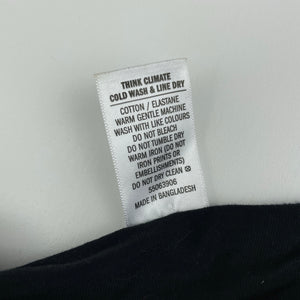 THINK CLIMATE
COLD WASH & LINE DRY
COTTON / ELASTANE
WARM GENTLE MACHINE
WASH WITH LIKE COLOURS
DO NOT BLEACH
DO NOT TUMBLE DRY
WARM IRON (DO NOT
IRON PRINTS OR
EMBELLISHMENTS)
DO NOT DRY CLEAN ⊗
55063906
MADE IN BANGLADESH